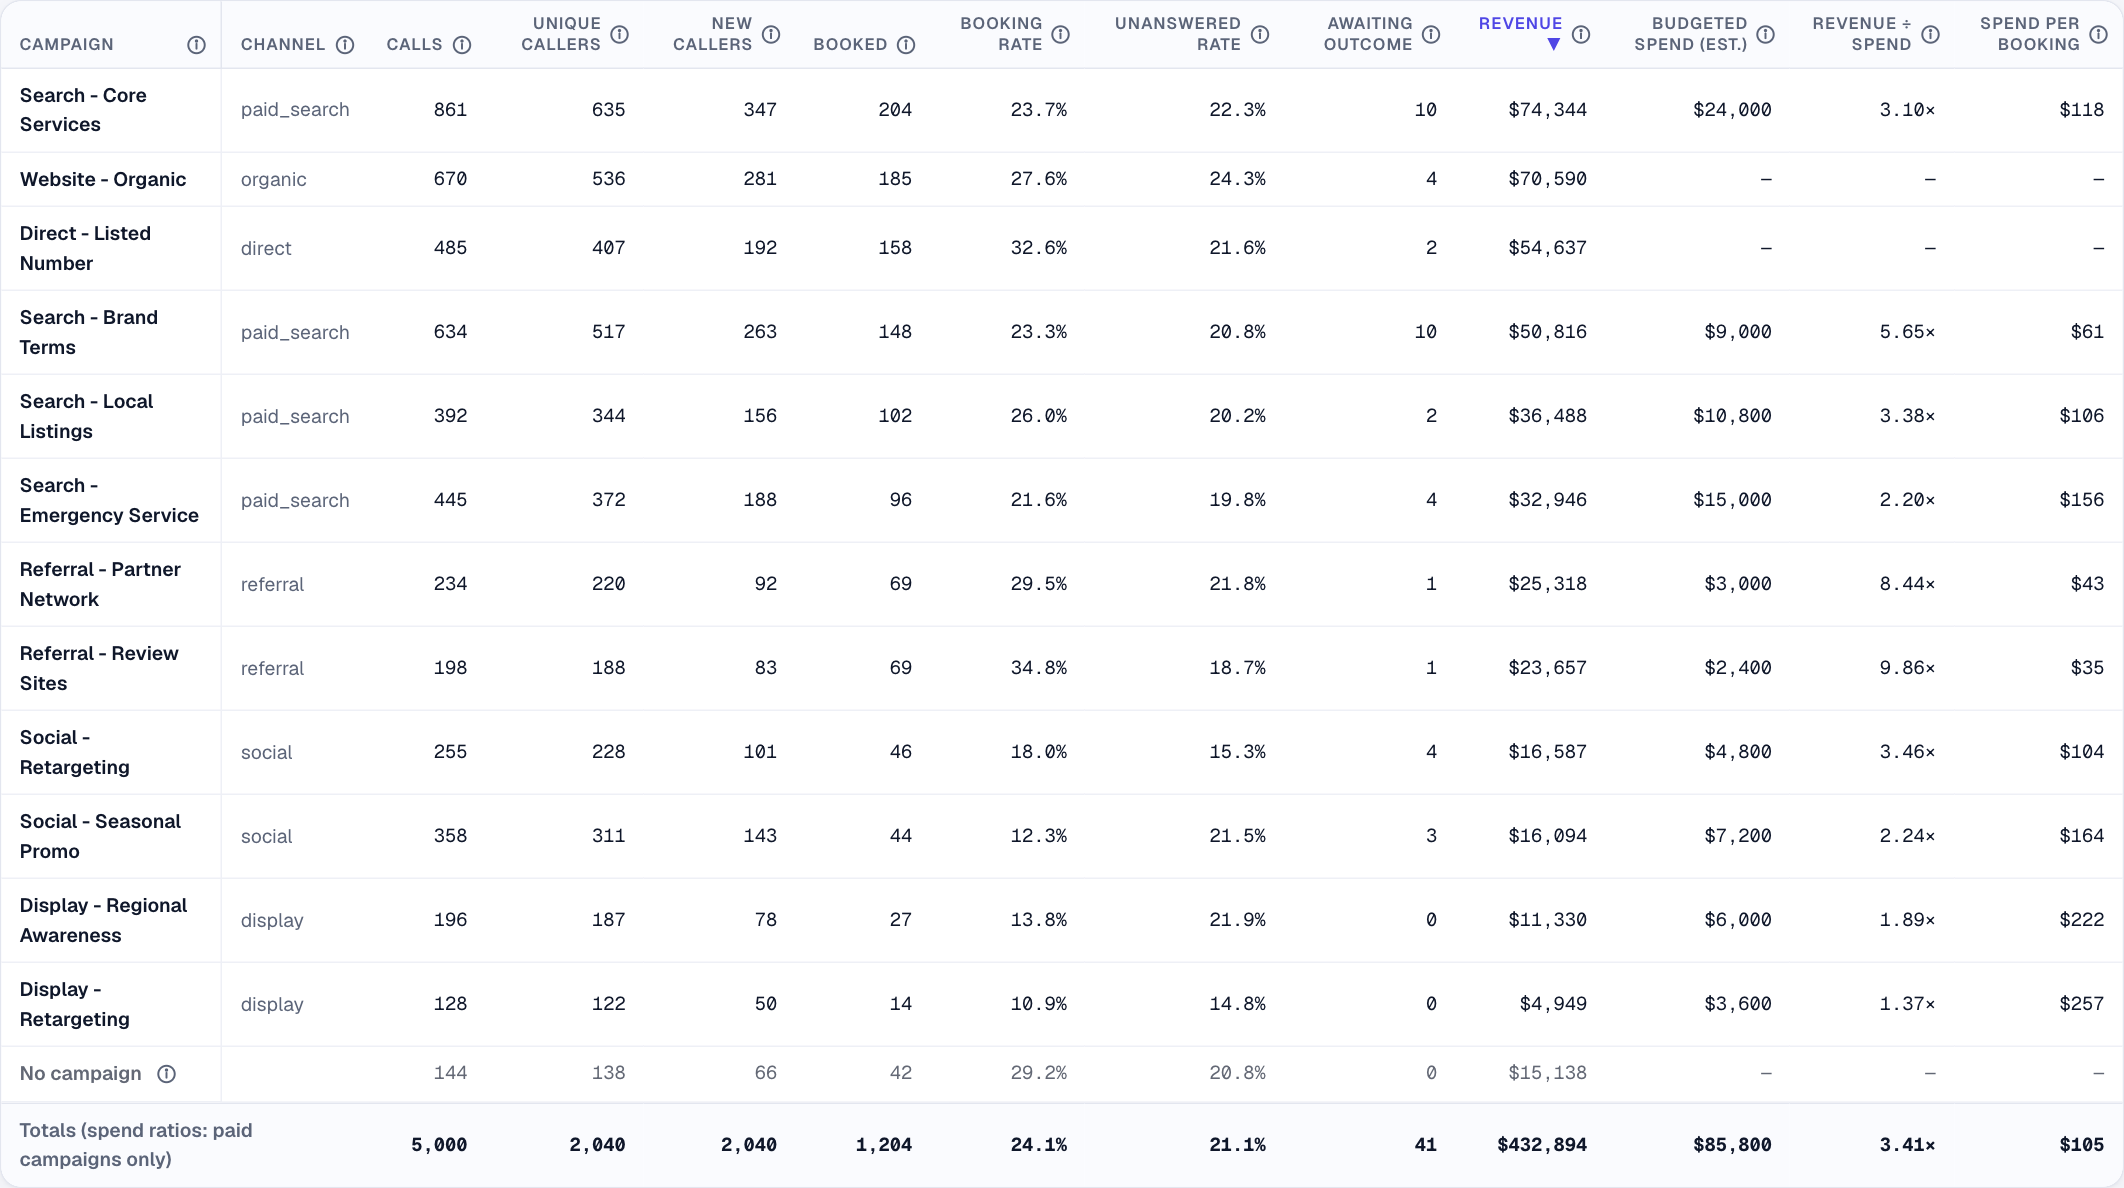 CAMPAIGN CHANNEL CALLS UNIQUE CALLERS NEW CALLERS BOOKED BOOKING RATE UNANSWERED RATE AWAITING OUTCOME REVENUE ▼ BUDGETED SPEND (EST.) REVENUE ÷ SPEND SPEND PER BOOKING
Search - Core Services paid_search 861 635 347 204 23.7% 22.3% 10 $74,344 $24,000 3.10× $118
Website - Organic organic 670 536 281 185 27.6% 24.3% 4 $70,590 – – –
Direct - Listed Number direct 485 407 192 158 32.6% 21.6% 2 $54,637 – – –
Search - Brand Terms paid_search 634 517 263 148 23.3% 20.8% 10 $50,816 $9,000 5.65× $61
Search - Local Listings paid_search 392 344 156 102 26.0% 20.2% 2 $36,488 $10,800 3.38× $106
Search - Emergency Service paid_search 445 372 188 96 21.6% 19.8% 4 $32,946 $15,000 2.20× $156
Referral - Partner Network referral 234 220 92 69 29.5% 21.8% 1 $25,318 $3,000 8.44× $43
Referral - Review Sites referral 198 188 83 69 34.8% 18.7% 1 $23,657 $2,400 9.86× $35
Social - Retargeting social 255 228 101 46 18.0% 15.3% 4 $16,587 $4,800 3.46× $104
Social - Seasonal Promo social 358 311 143 44 12.3% 21.5% 3 $16,094 $7,200 2.24× $164
Display - Regional Awareness display 196 187 78 27 13.8% 21.9% 0 $11,330 $6,000 1.89× $222
Display - Retargeting display 128 122 50 14 10.9% 14.8% 0 $4,949 $3,600 1.37× $257
No campaign 144 138 66 42 29.2% 20.8% 0 $15,138 – – –
Totals (spend ratios: paid campaigns only) 5,000 2,040 2,040 1,204 24.1% 21.1% 41 $432,894 $85,800 3.41× $105